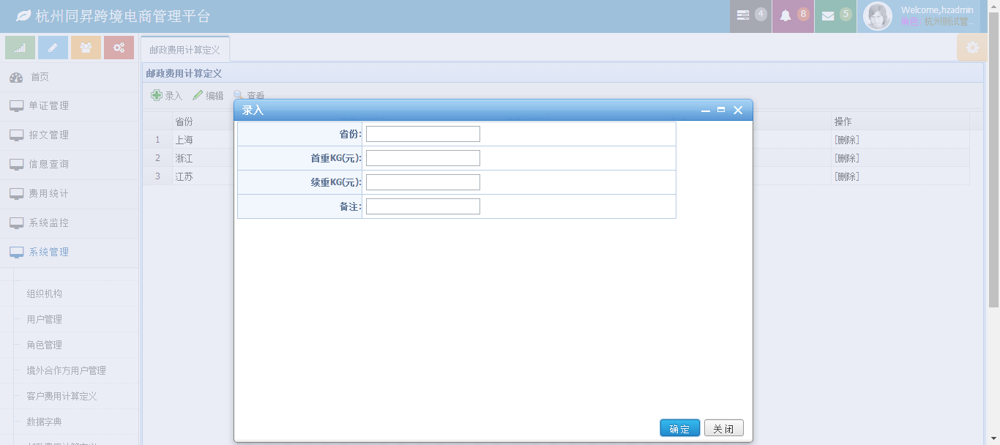 杭州同昇跨境电商管理平台
4
8
5
Welcome,hzadmin
角色: 杭州测试管...
邮政费用计算定义
首页
单证管理
报文管理
信息查询
费用统计
系统监控
系统管理
组织机构
用户管理
角色管理
境外合作方用户管理
客户费用计算定义
数据字典
邮政费用计算定义
录入 编辑 查看
省份 操作
1 上海 [删除]
2 浙江 [删除]
3 江苏 [删除]
录入
省份:
首重KG(元):
续重KG(元):
备注:
确定 关闭